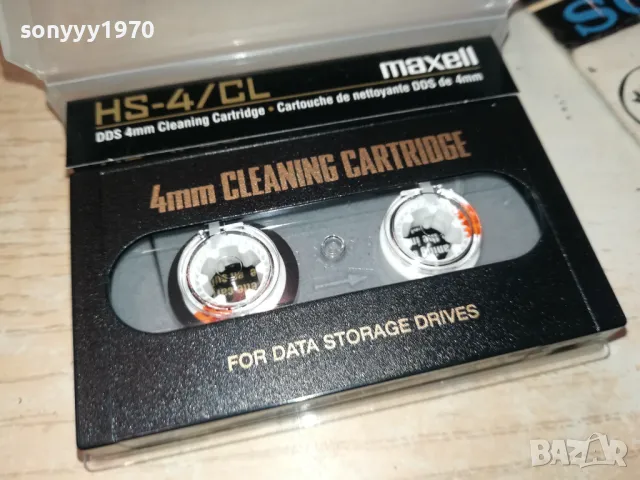 sonyyy1970
maxell
HS-4/CL
DDS 4mm Cleaning Cartridge • Cartouche de nettoyante DDS de 4mm
4mm CLEANING CARTRIDGE
FOR DATA STORAGE DRIVES
BAZAR